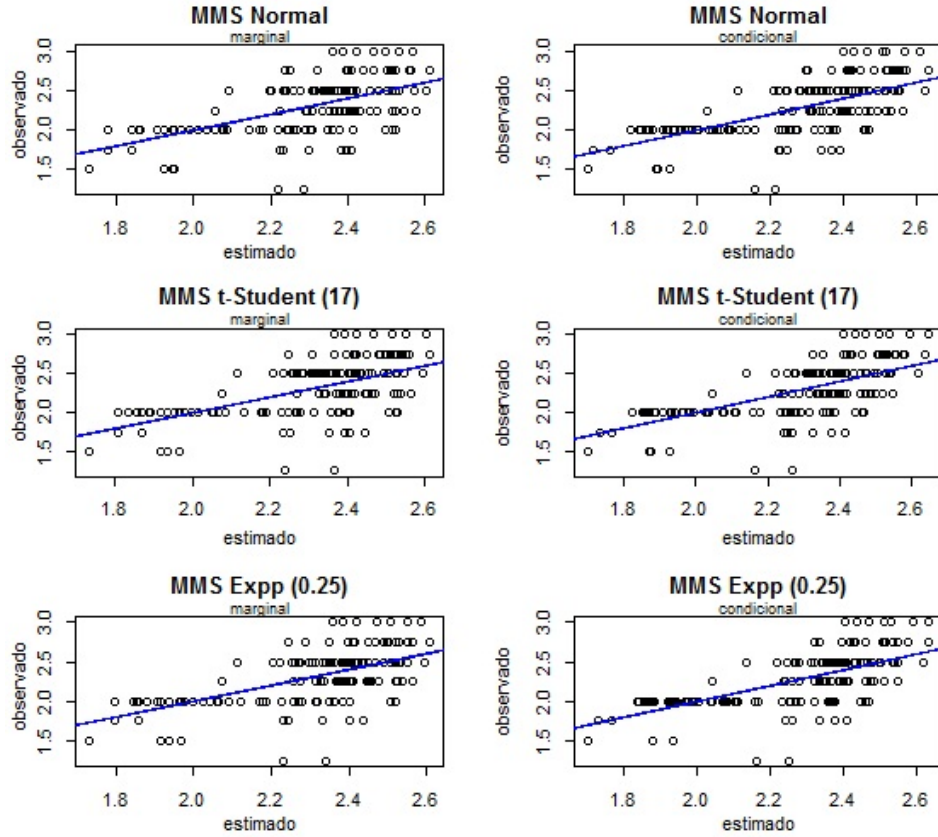 MMS Normal
marginal
observado
3.0
2.5
2.0
1.5
1.8 2.0 2.2 2.4 2.6
estimado
MMS Normal
condicional
observado
3.0
2.5
2.0
1.5
1.8 2.0 2.2 2.4 2.6
estimado
MMS t-Student (17)
marginal
observado
3.0
2.5
2.0
1.5
1.8 2.0 2.2 2.4 2.6
estimado
MMS t-Student (17)
condicional
observado
3.0
2.5
2.0
1.5
1.8 2.0 2.2 2.4 2.6
estimado
MMS Expp (0.25)
marginal
observado
3.0
2.5
2.0
1.5
1.8 2.0 2.2 2.4 2.6
estimado
MMS Expp (0.25)
condicional
observado
3.0
2.5
2.0
1.5
1.8 2.0 2.2 2.4 2.6
estimado